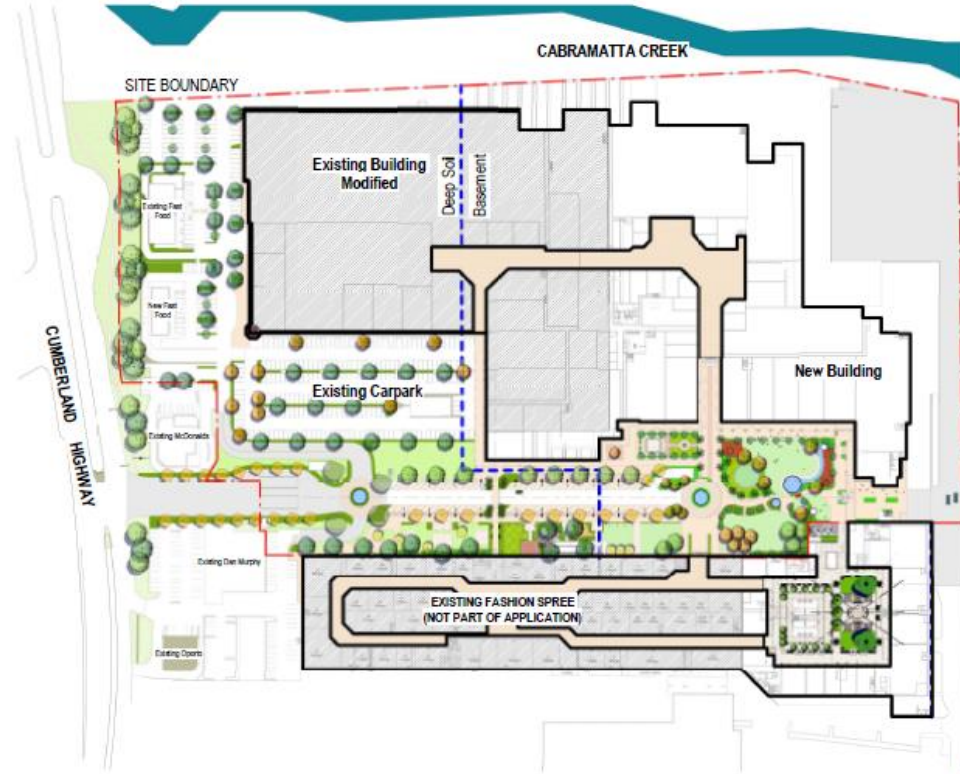 CABRAMATTA CREEK
SITE BOUNDARY
Existing Building
Modified
Deep Soil
Basement
Existing Fast
Food
New Fast
Food
CUMBERLAND HIGHWAY
Existing Carpark
New Building
Existing McDonalds
Existing Dan Murphy
EXISTING FASHION SPREE
(NOT PART OF APPLICATION)
Existing Oporto